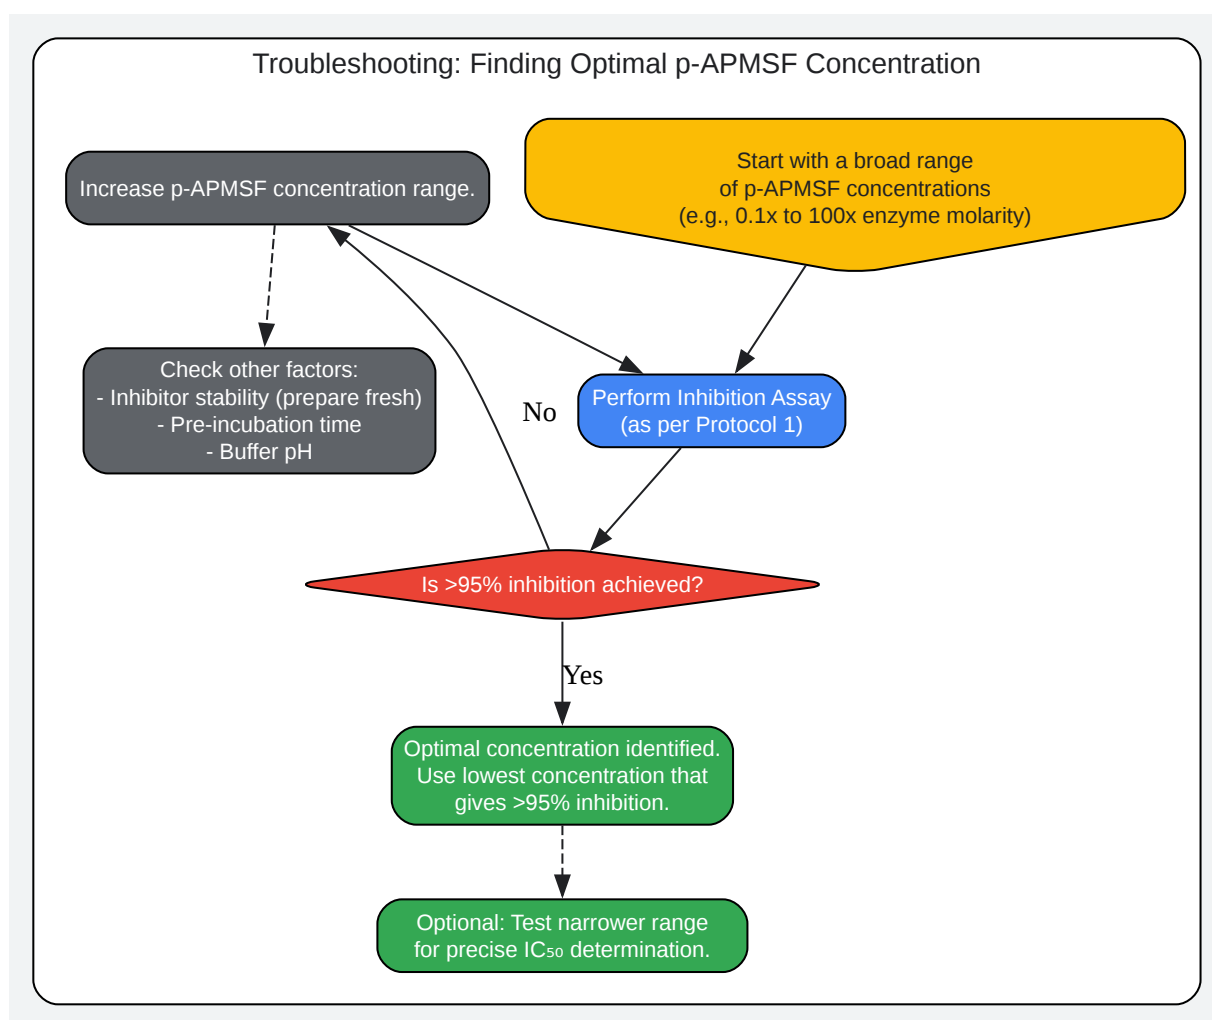 Troubleshooting: Finding Optimal p-APMSF Concentration
Start with a broad range
of p-APMSF concentrations
(e.g., 0.1x to 100x enzyme molarity)
Increase p-APMSF concentration range.
Check other factors:
- Inhibitor stability (prepare fresh)
- Pre-incubation time
- Buffer pH
No
Perform Inhibition Assay
(as per Protocol 1)
Is >95% inhibition achieved?
Yes
Optimal concentration identified.
Use lowest concentration that
gives >95% inhibition.
Optional: Test narrower range
for precise IC₅₀ determination.